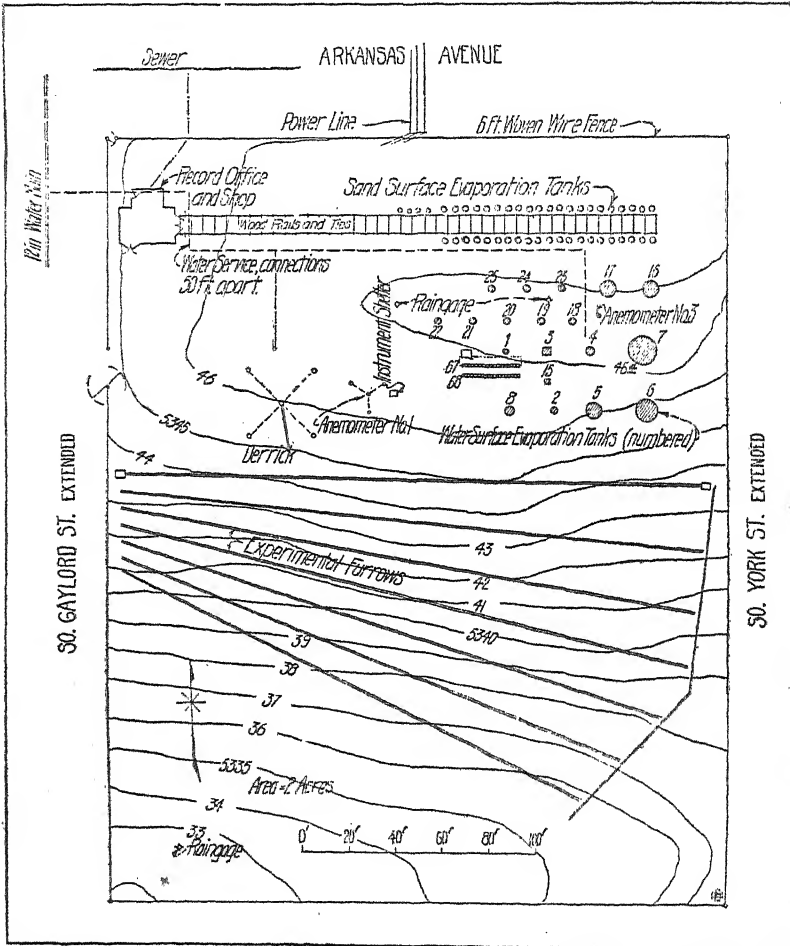 Sewer
ARKANSAS AVENUE
Power Line
6 ft. Woven Wire Fence
12 in Water Main
Record Office
and Shop
Sand Surface Evaporation Tanks
Wood Rails and Ties
Water Service, connections
50 ft. apart
25 24 26 17 16
Instrument Shelter
Raingage
22 21 20 19 18
Anemometer No.3
1 3 4 7
67
68
15
46
46
8 2 5 6
5345
Anemometer No.1
Derrick
Water Surface Evaporation Tanks (numbered)
44
SO. GAYLORD ST. EXTENDED
SO. YORK ST. EXTENDED
43
Experimental Furrows
42
41
5340
39
38
37
36
5335
Area = 2 Acres
34
33
Raingage
0' 20' 40' 60' 80' 100'